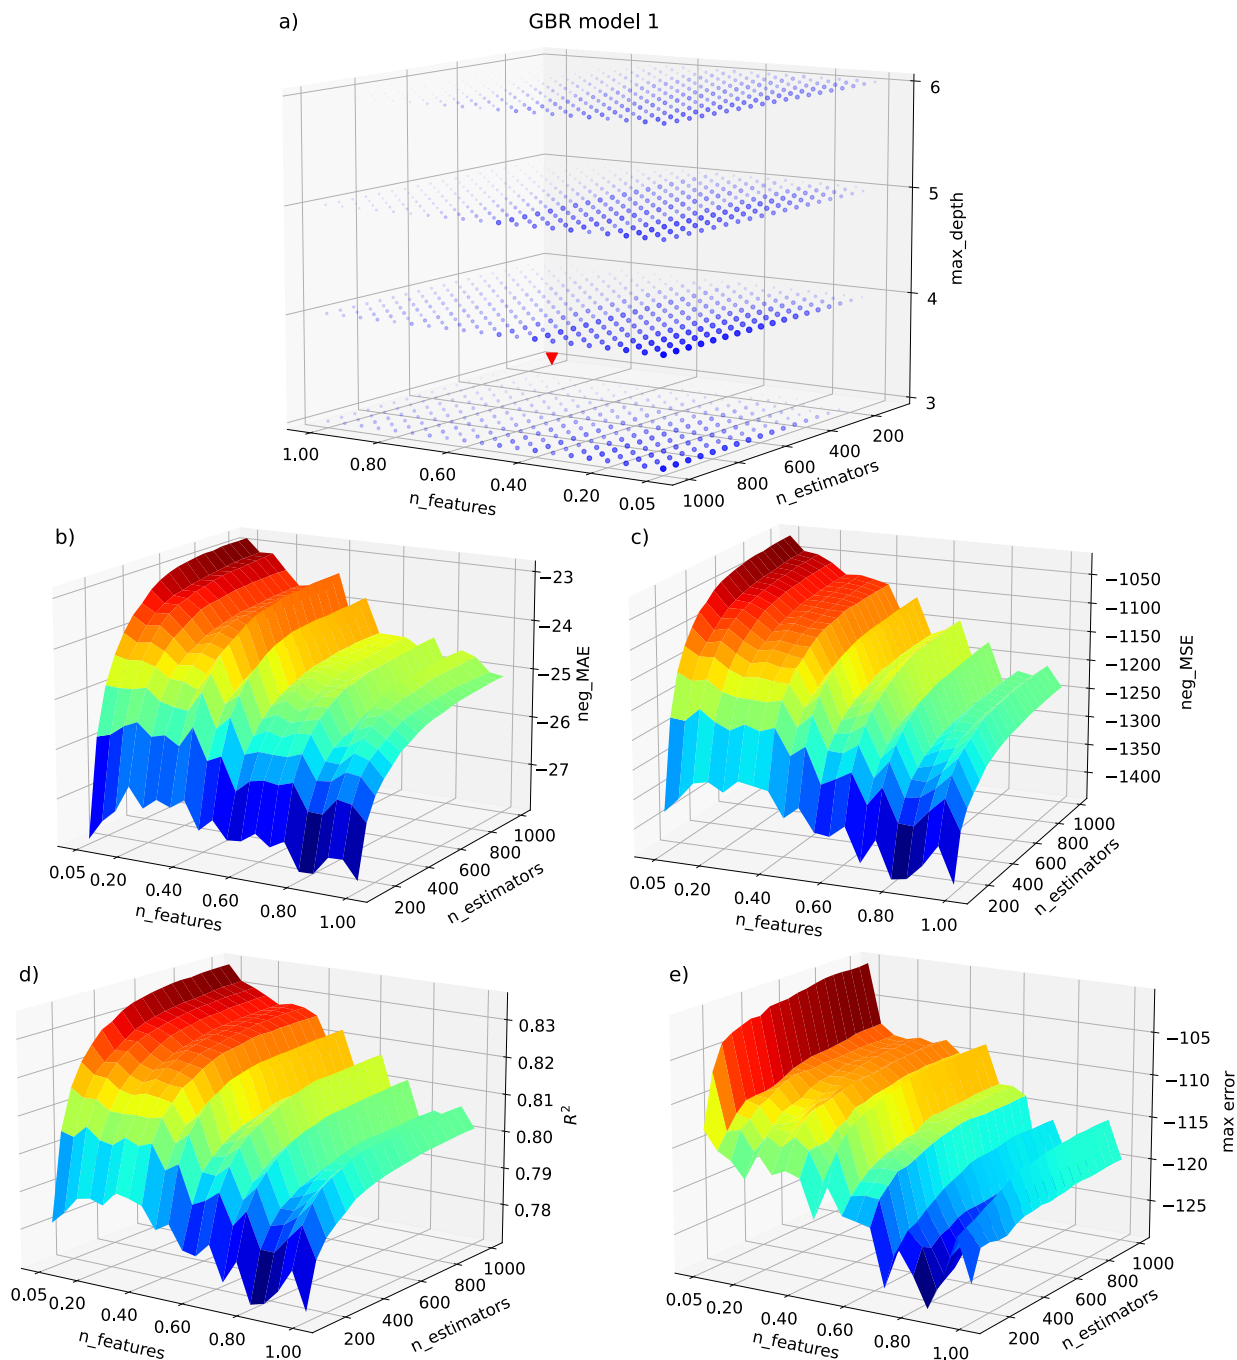 a) GBR model 1
6
5
4
3
max_depth
1.00 0.80 0.60 0.40 0.20 0.05
n_features
1000 800 600 400 200
n_estimators
b)
−23
−24
−25
−26
−27
neg_MAE
0.05 0.20 0.40 0.60 0.80 1.00
n_features
200 400 600 800 1000
n_estimators
c)
−1050
−1100
−1150
−1200
−1250
−1300
−1350
−1400
neg_MSE
0.05 0.20 0.40 0.60 0.80 1.00
n_features
200 400 600 800 1000
n_estimators
d)
0.83
0.82
0.81
0.80
0.79
0.78
R²
0.05 0.20 0.40 0.60 0.80 1.00
n_features
200 400 600 800 1000
n_estimators
e)
−105
−110
−115
−120
−125
max error
0.05 0.20 0.40 0.60 0.80 1.00
n_features
200 400 600 800 1000
n_estimators